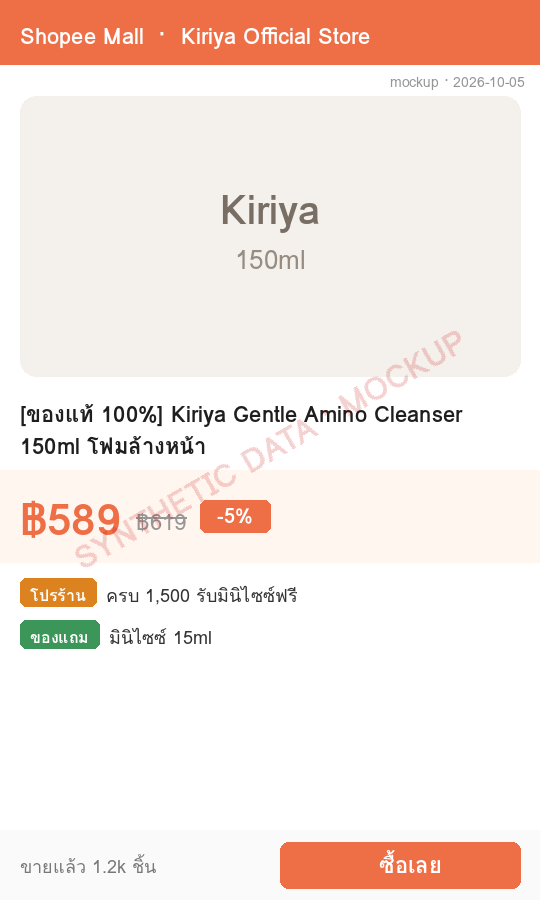 Shopee Mall · Kiriya Official Store
mockup · 2026-10-05
Kiriya
150ml
[ของแท้ 100%] Kiriya Gentle Amino Cleanser
150ml โฟมล้างหน้า
฿589 ฿619 -5%
SYNTHETIC DATA MOCKUP
โปรร้าน ครบ 1,500 รับมินิไซซ์ฟรี
ของแถม มินิไซซ์ 15ml
ขายแล้ว 1.2k ชิ้น ซื้อเลย